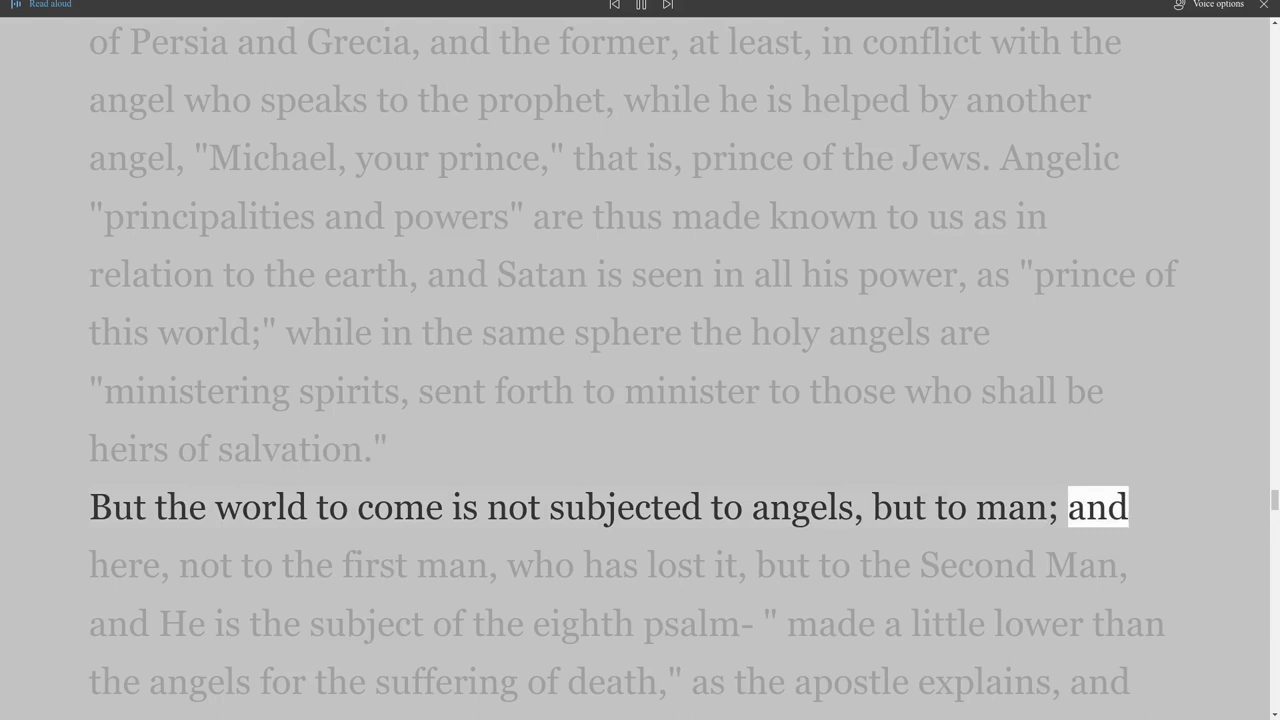 Read aloud
Voice options
of Persia and Grecia, and the former, at least, in conflict with the
angel who speaks to the prophet, while he is helped by another
angel, "Michael, your prince," that is, prince of the Jews. Angelic
"principalities and powers" are thus made known to us as in
relation to the earth, and Satan is seen in all his power, as "prince of
this world;" while in the same sphere the holy angels are
"ministering spirits, sent forth to minister to those who shall be
heirs of salvation."
But the world to come is not subjected to angels, but to man; and
here, not to the first man, who has lost it, but to the Second Man,
and He is the subject of the eighth psalm- " made a little lower than
the angels for the suffering of death," as the apostle explains, and